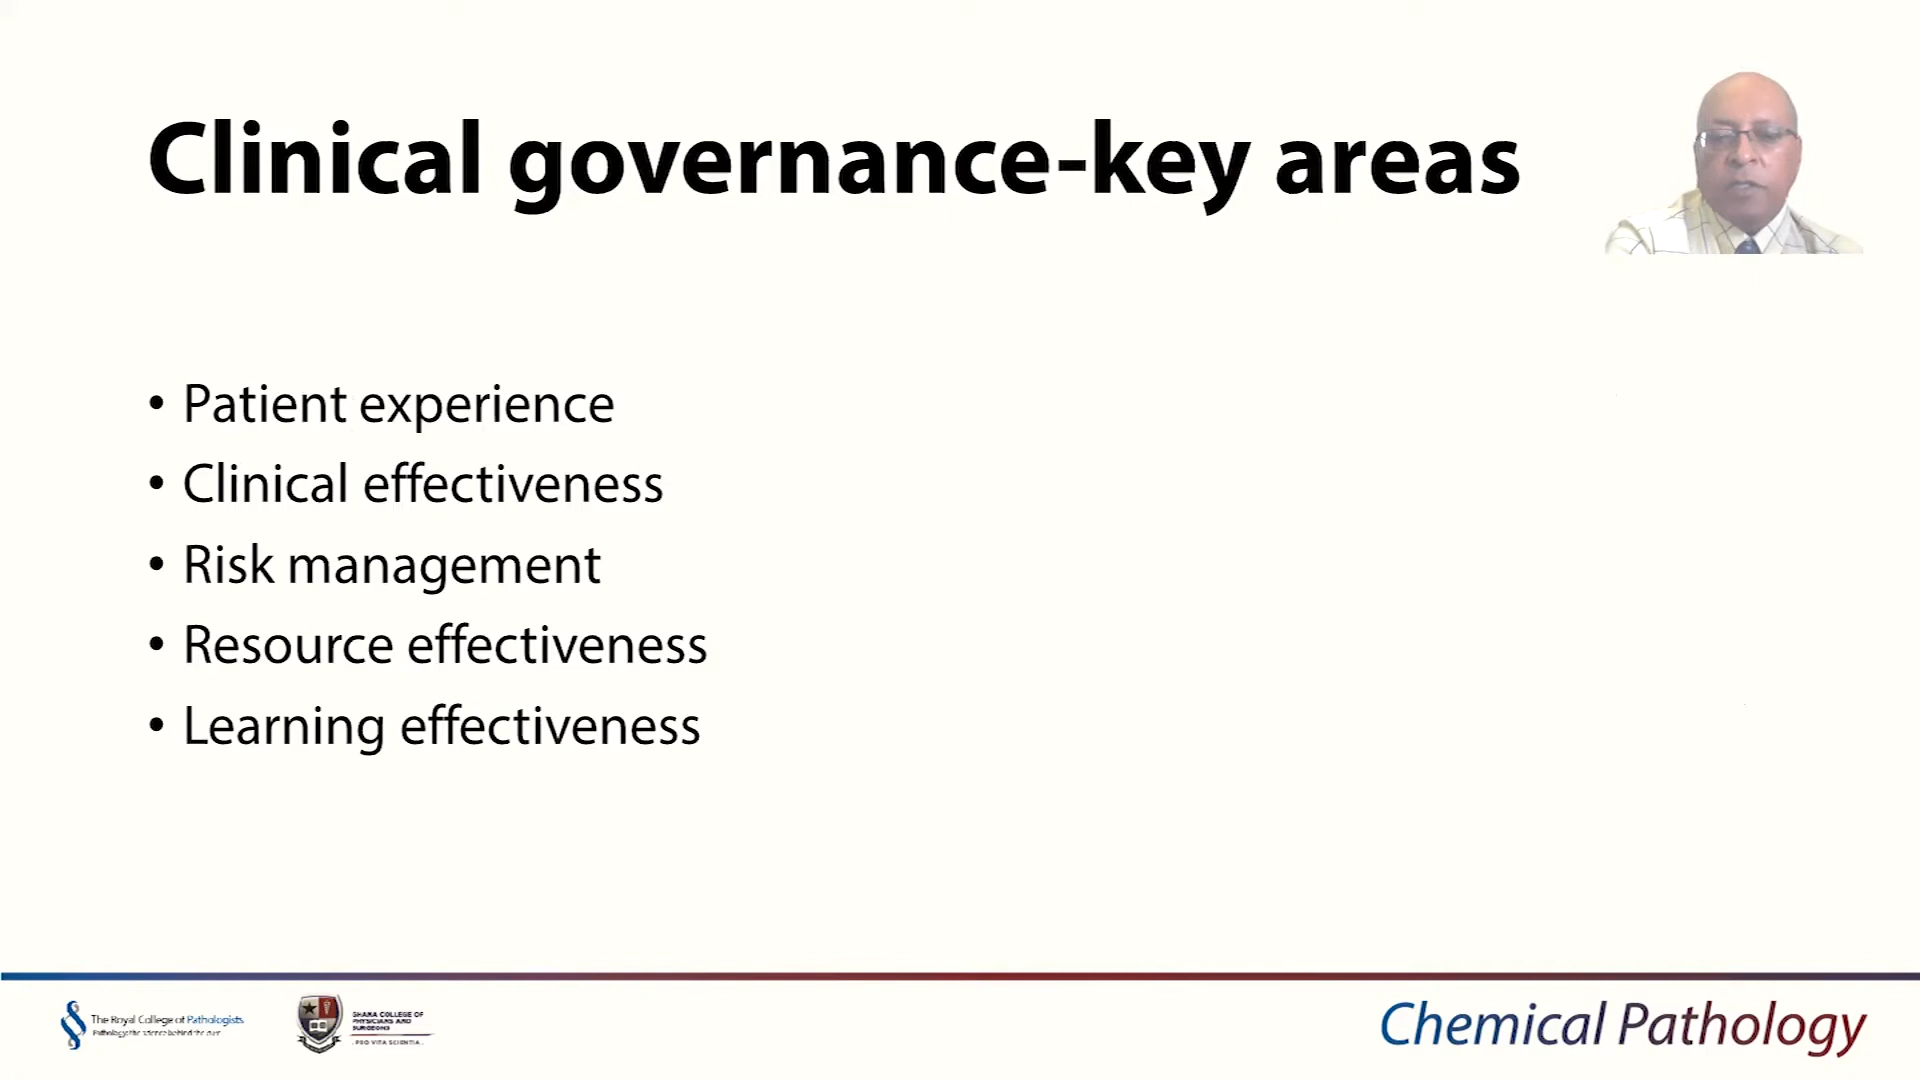 Clinical governance-key areas
• Patient experience
• Clinical effectiveness
• Risk management
• Resource effectiveness
• Learning effectiveness
The Royal College of Pathologists
Pathology: the science behind the cure
GHANA COLLEGE OF
PHYSICIANS AND
SURGEONS
. PRO VITA SCIENTIA .
Chemical Pathology